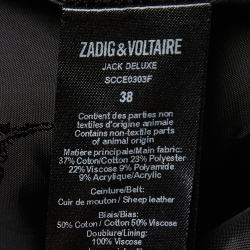 ZADIG&VOLTAIRE
JACK DELUXE
SCCE0303F
38
Contient des parties non
textiles d'origine animale
Contains non-textile parts
of animal origin
Matière principale/Main fabric:
37% Coton/Cotton 23% Polyester
22% Viscose 9% Polyamide
9% Acrylique/Acrylic
Ceinture/Belt:
Cuir de mouton / Sheep leather
Biais/Bias:
50% Coton / Cotton 50% Viscose
Doublure/Lining:
100% Viscose